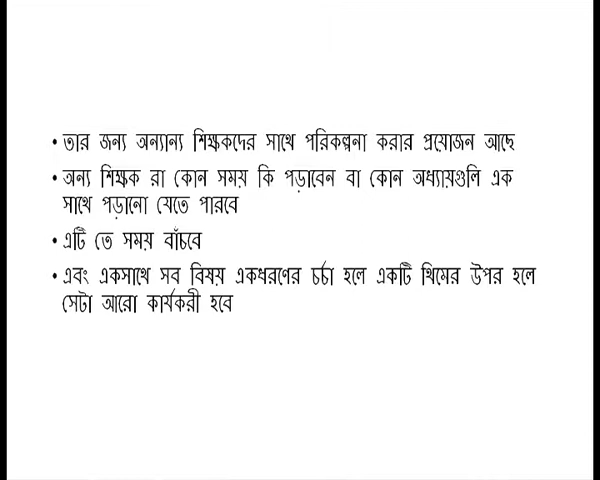 • তার জন্য অন্যান্য শিক্ষকদের সাথে পরিকল্পনা করার প্রয়োজন আছে
• অন্য শিক্ষক রা কোন সময় কি পড়াবেন বা কোন অধ্যায়গুলি এক
সাথে পড়ানো যেতে পারবে
• এটি তে সময় বাঁচবে
• এবং একসাথে সব বিষয় একধরণের চর্চা হলে একটি থিমের উপর হলে
সেটা আরো কার্যকরী হবে